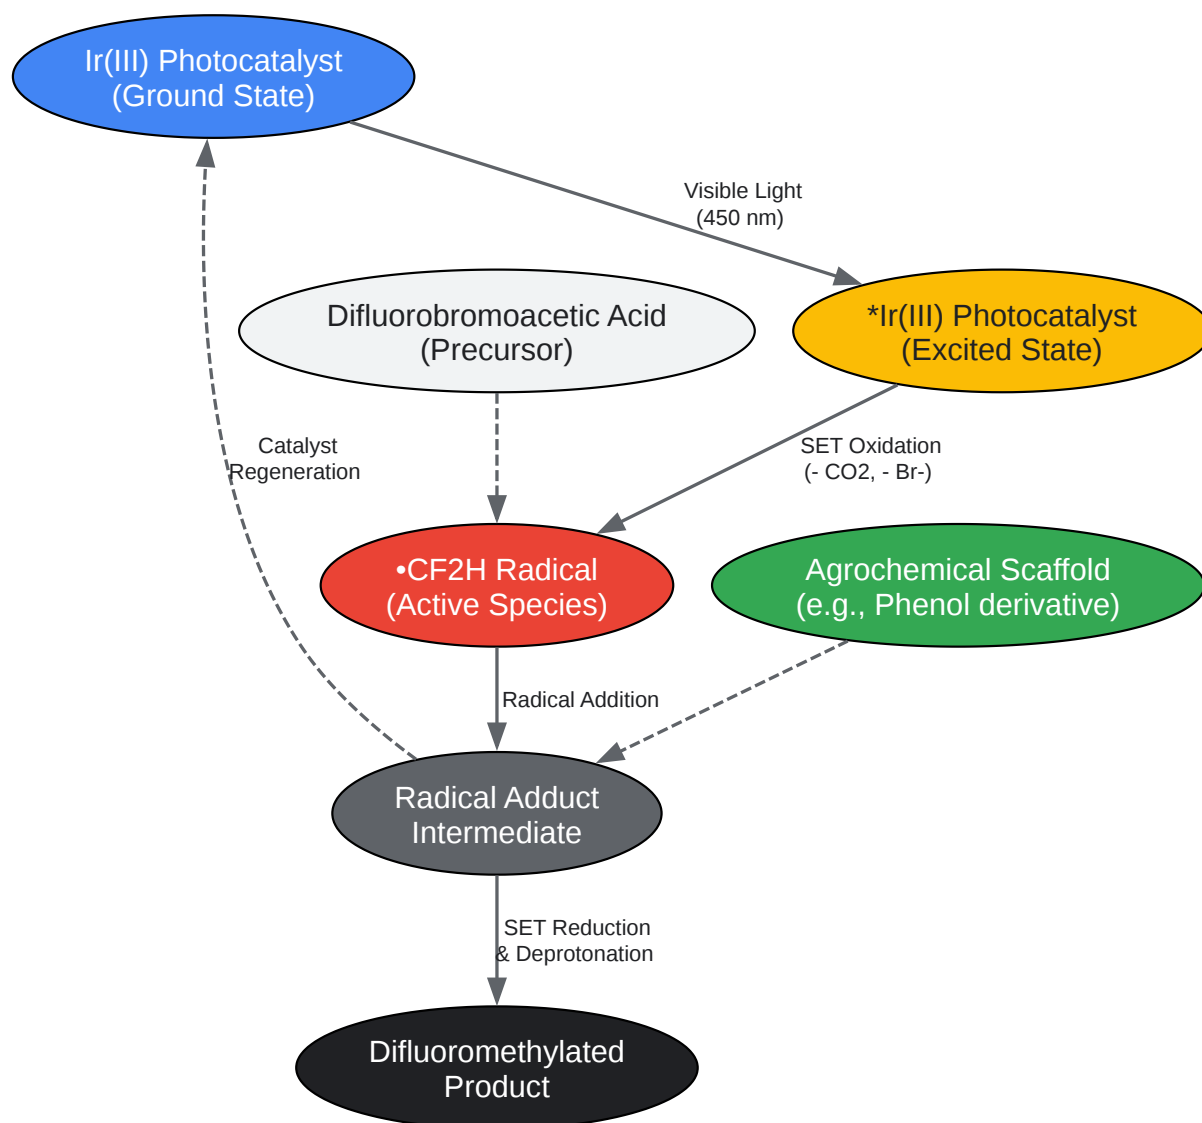 Ir(III) Photocatalyst
(Ground State)
Visible Light
(450 nm)
Difluorobromoacetic Acid
(Precursor)
*Ir(III) Photocatalyst
(Excited State)
Catalyst
Regeneration
SET Oxidation
(- CO2, - Br-)
•CF2H Radical
(Active Species)
Agrochemical Scaffold
(e.g., Phenol derivative)
Radical Addition
Radical Adduct
Intermediate
SET Reduction
& Deprotonation
Difluoromethylated
Product